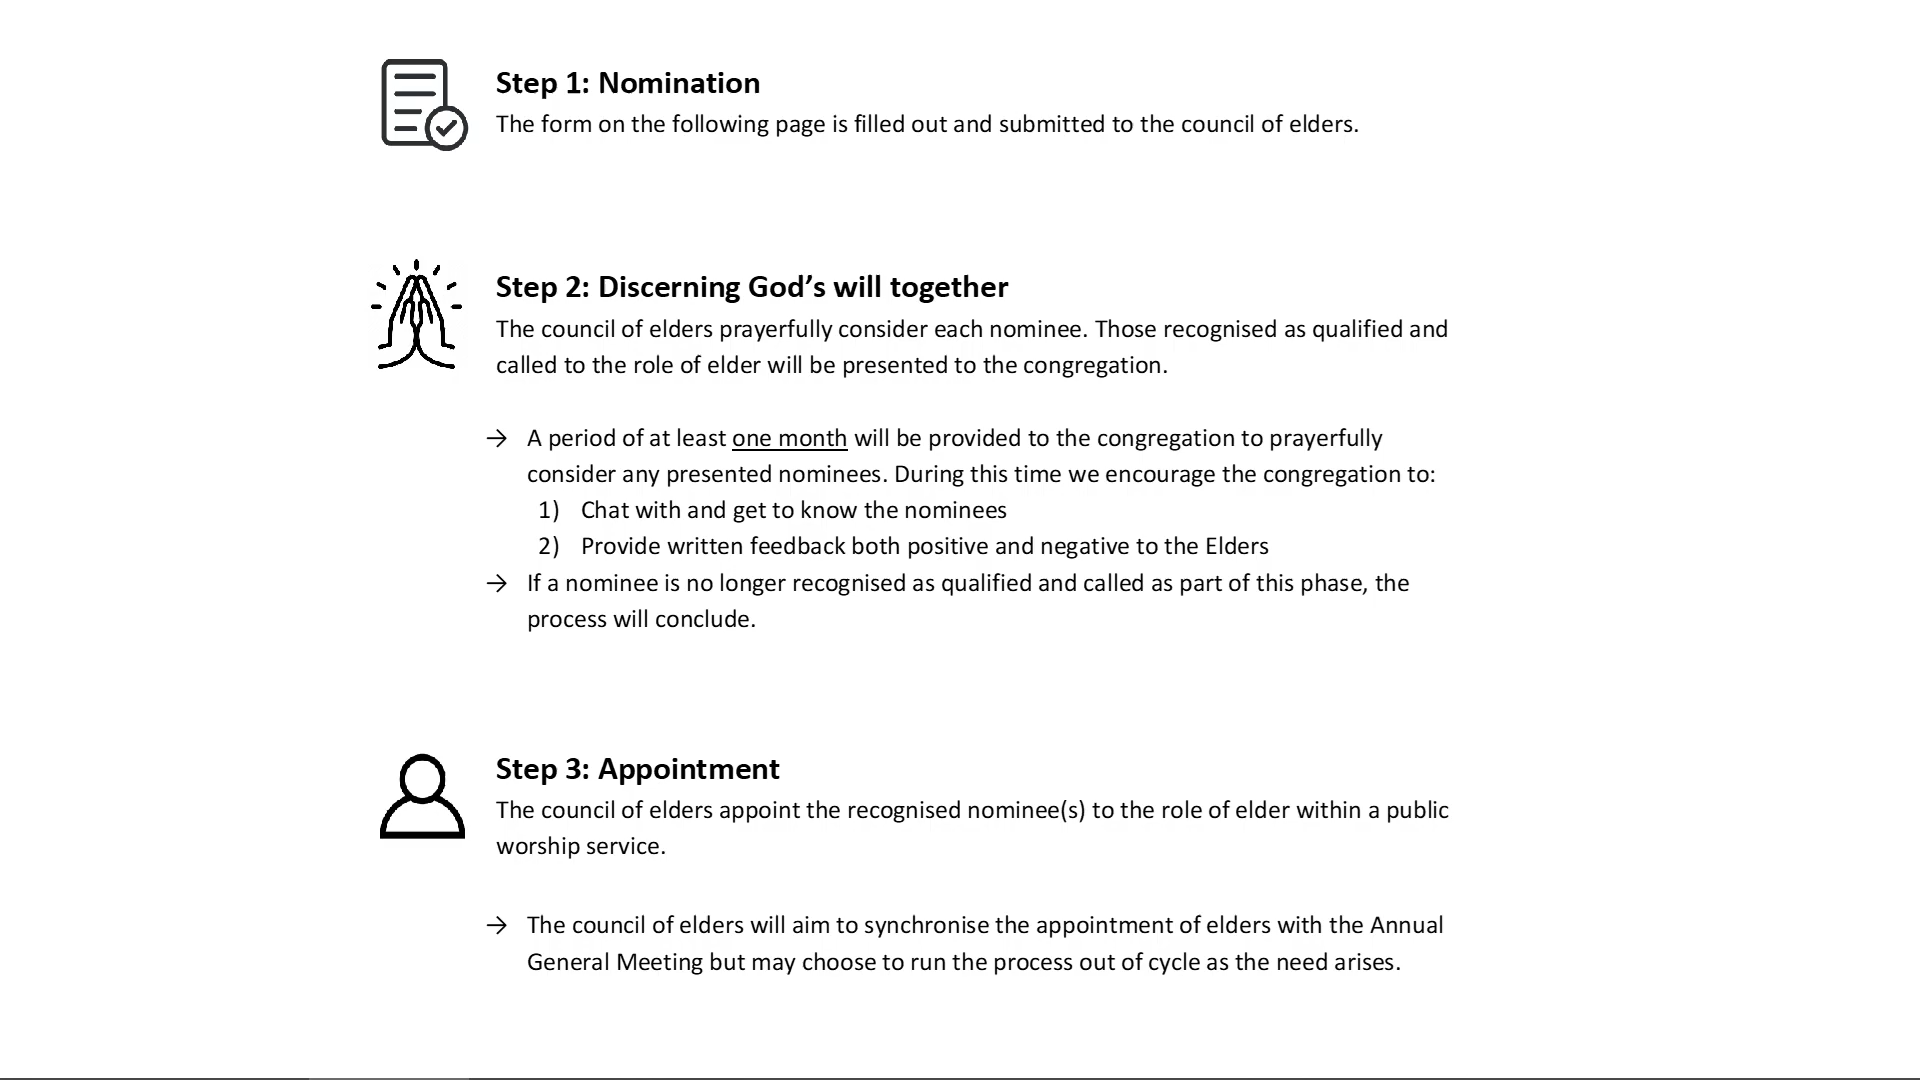 Step 1: Nomination
The form on the following page is filled out and submitted to the council of elders.
Step 2: Discerning God’s will together
The council of elders prayerfully consider each nominee. Those recognised as qualified and
called to the role of elder will be presented to the congregation.
→ A period of at least one month will be provided to the congregation to prayerfully
consider any presented nominees. During this time we encourage the congregation to:
1) Chat with and get to know the nominees
2) Provide written feedback both positive and negative to the Elders
→ If a nominee is no longer recognised as qualified and called as part of this phase, the
process will conclude.
Step 3: Appointment
The council of elders appoint the recognised nominee(s) to the role of elder within a public
worship service.
→ The council of elders will aim to synchronise the appointment of elders with the Annual
General Meeting but may choose to run the process out of cycle as the need arises.